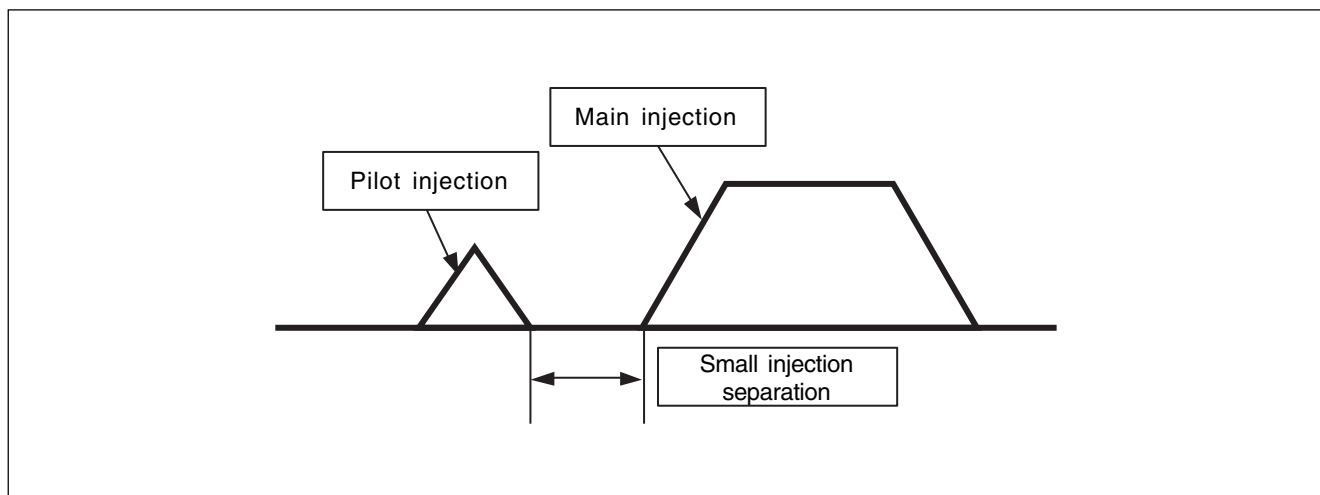 Main injection
Pilot injection
Small injection
separation